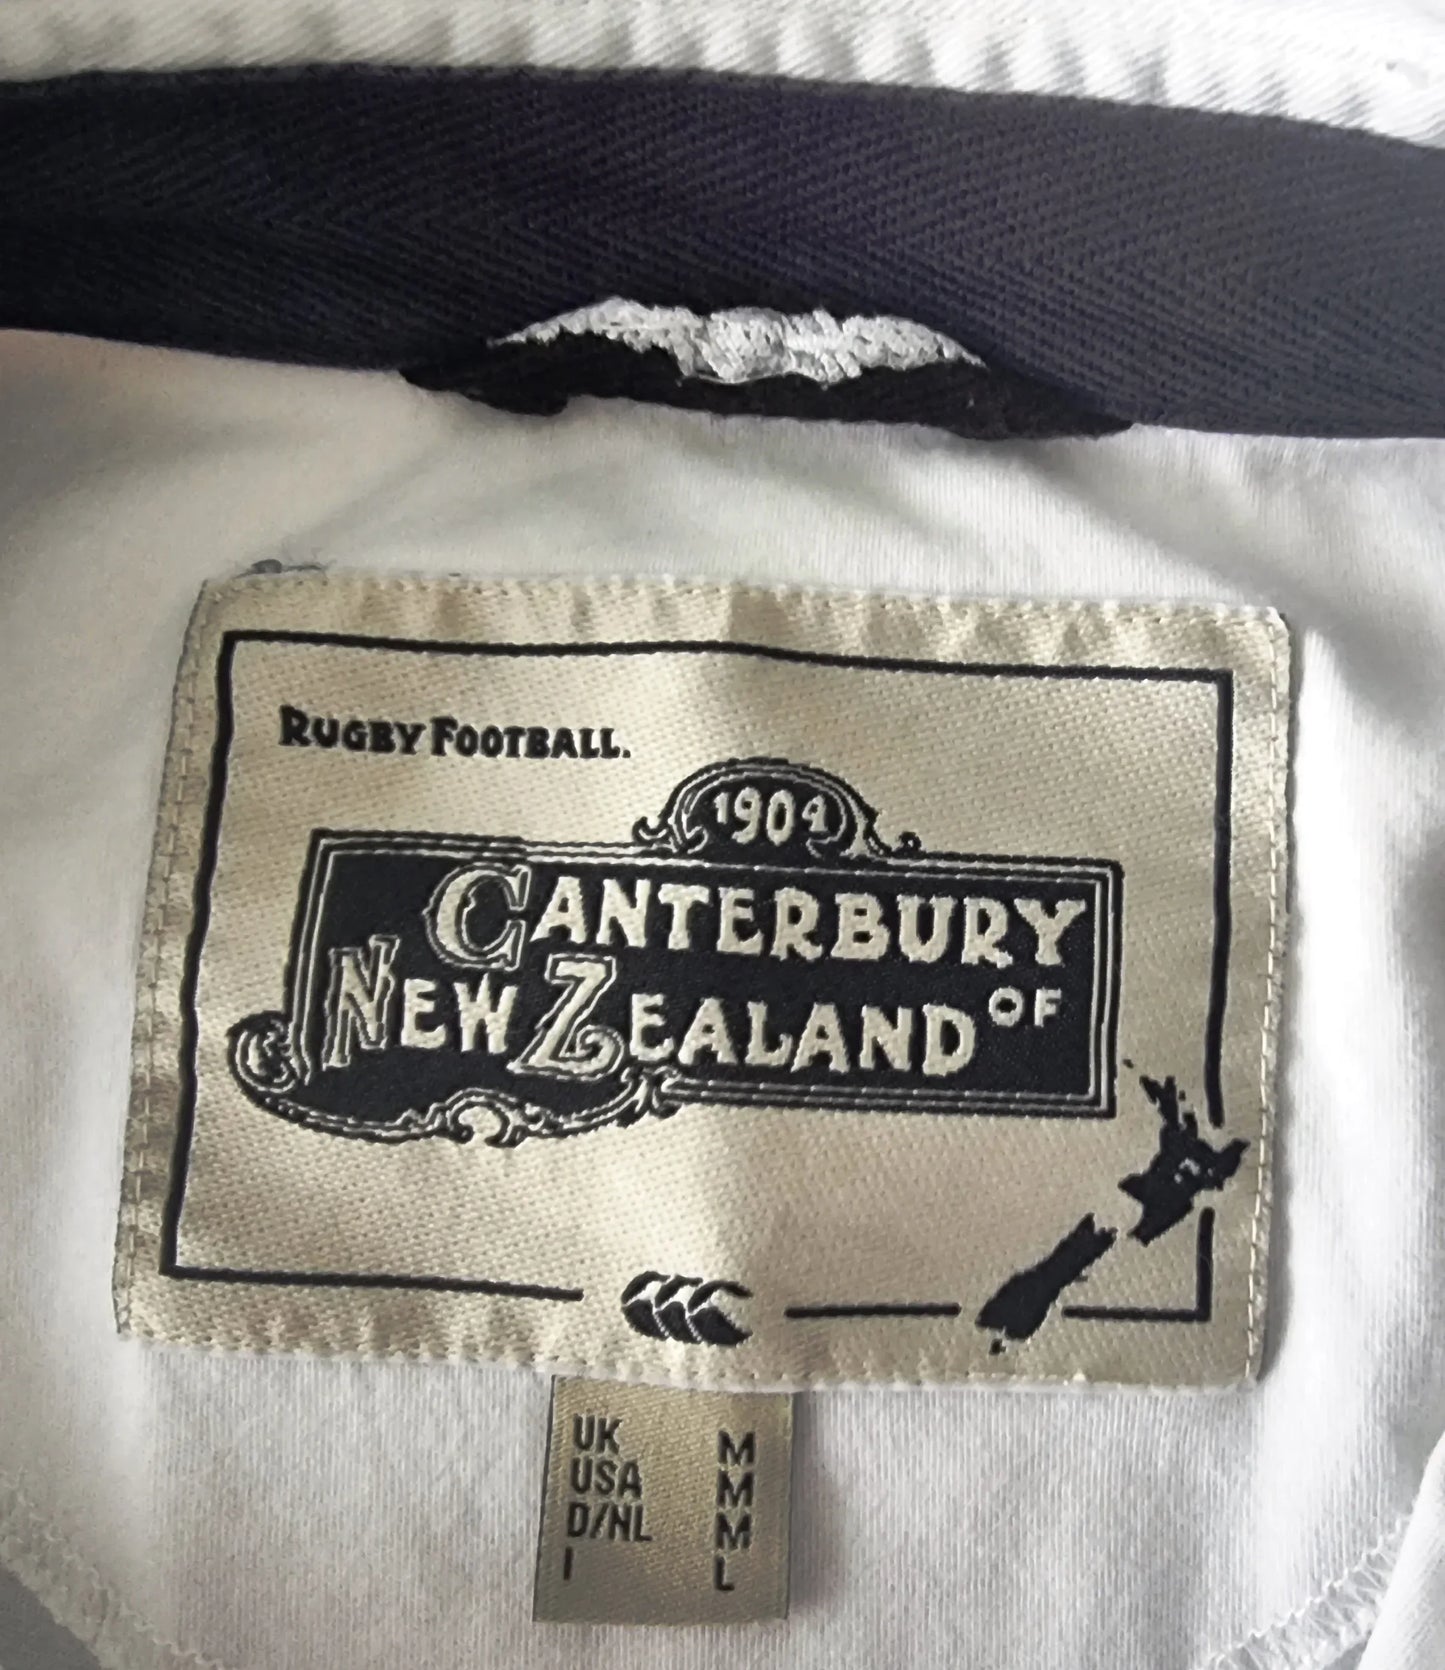 RUGBY FOOTBALL.
1904
CANTERBURY
OF
NEW ZEALAND
UK M
USA M
D/NL M
I L